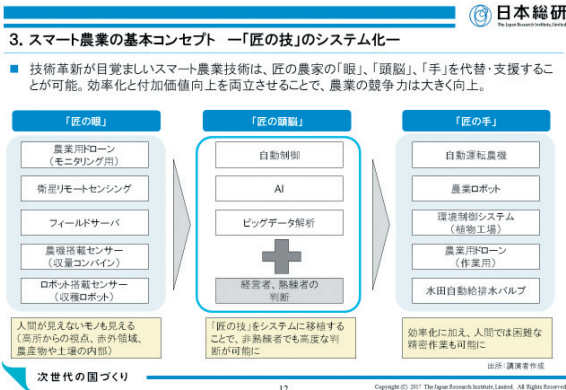 日本総研
The Japan Research Institute, Limited
3. スマート農業の基本コンセプト ー「匠の技」のシステム化ー
■ 技術革新が目覚ましいスマート農業技術は、匠の農家の「眼」、「頭脳」、「手」を代替・支援するこ
とが可能。効率化と付加価値向上を両立させることで、農業の競争力は大きく向上。
「匠の眼」
農業用ドローン
(モニタリング用)
衛星リモートセンシング
フィールドサーバ
農機搭載センサー
(収量コンバイン)
ロボット搭載センサー
(収穫ロボット)
人間が見えないモノも見える
(高所からの視点、赤外領域、
農産物や土壌の内部)
「匠の頭脳」
自動制御
AI
ビッグデータ解析
経営者、熟練者の
判断
「匠の技」をシステムに移植する
ことで、非熟練者でも高度な判
断が可能に
「匠の手」
自動運転農機
農業ロボット
環境制御システム
(植物工場)
農業用ドローン
(作業用)
水田自動給排水バルブ
効率化に加え、人間では困難な
精密作業も可能に
出所:講演者作成
次世代の国づくり
12
Copyright (C) 2017 The Japan Research Institute, Limited. All Rights Reserved